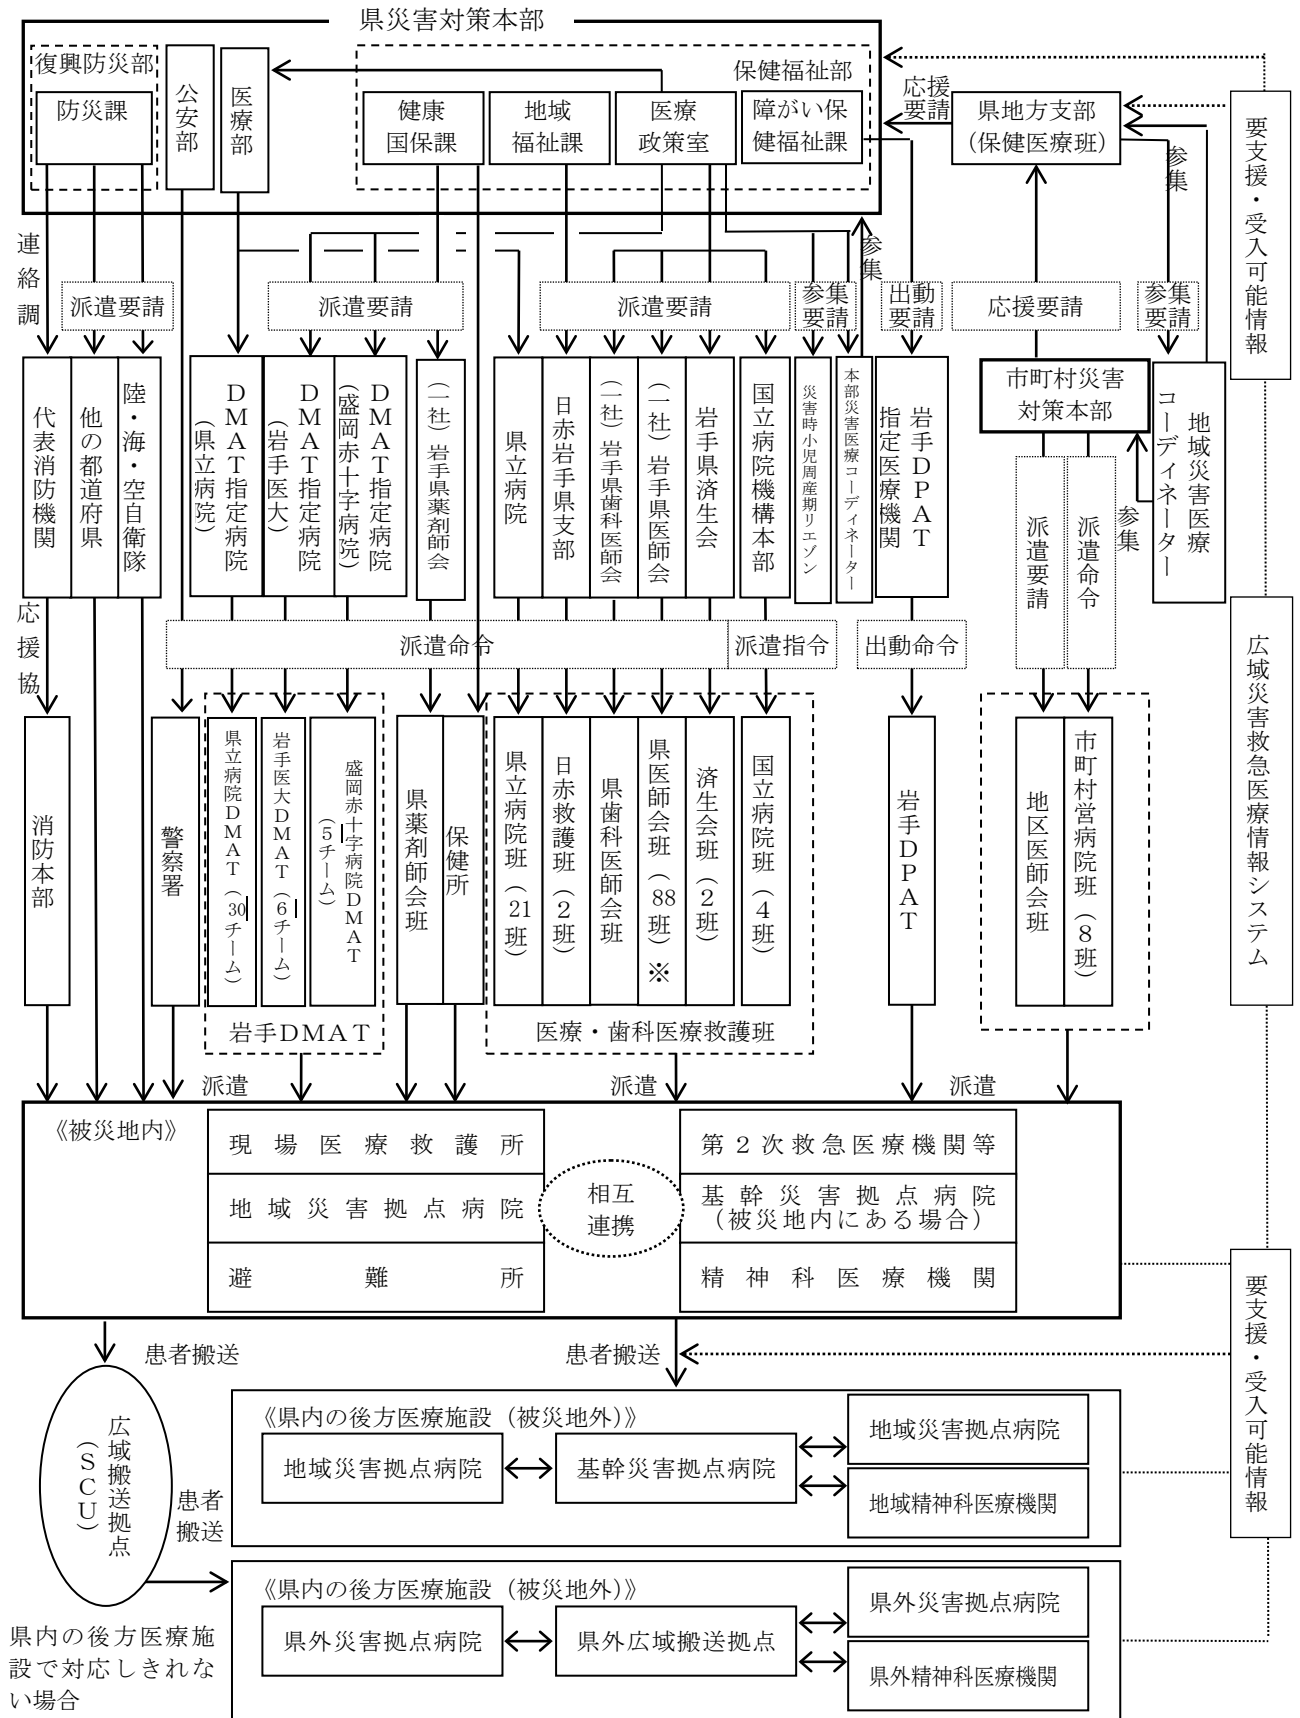 県災害対策本部
復興防災部
防災課
公安部
医療部
保健福祉部
健康
国保課
地域
福祉課
医療
政策室
障がい保
健福祉課
応援
要請
県地方支部
(保健医療班)
参集
要支援・受入可能情報
連絡調
派遣要請
派遣要請
派遣要請
参集
要請
参集
出動
要請
応援要請
参集
要請
代表消防機関
他の都道府県
陸・海・空自衛隊
DMAT指定病院
(県立病院)
DMAT指定病院
(岩手医大)
DMAT指定病院
(盛岡赤十字病院)
(一社)岩手県薬剤師会
県立病院
日赤岩手県支部
(一社)岩手県歯科医師会
(一社)岩手県医師会
岩手県済生会
国立病院機構本部
災害時小児周産期リエゾン
本部災害医療コーディネーター
岩手DPAT
指定医療機関
市町村災害
対策本部
地域災害医療
コーディネーター
参集
派遣要請
派遣命令
応援協
派遣命令
派遣指令
出動命令
広域災害救急医療情報システム
消防本部
警察署
県立病院DMAT(30チーム)
岩手医大DMAT(6チーム)
盛岡赤十字病院DMAT
(5チーム)
岩手DMAT
県薬剤師会班
保健所
県立病院班(21班)
日赤救護班(2班)
県歯科医師会班
県医師会班(88班)※
済生会班(2班)
国立病院班(4班)
医療・歯科医療救護班
岩手DPAT
地区医師会班
市町村営病院班(8班)
派遣
派遣
派遣
《被災地内》
現場医療救護所
地域災害拠点病院
避難所
相互
連携
第2次救急医療機関等
基幹災害拠点病院
(被災地内にある場合)
精神科医療機関
要支援・受入可能情報
患者搬送
患者搬送
広域搬送拠点
(SCU)
《県内の後方医療施設(被災地外)》
地域災害拠点病院
基幹災害拠点病院
地域災害拠点病院
地域精神科医療機関
患者
搬送
《県内の後方医療施設(被災地外)》
県外災害拠点病院
県外広域搬送拠点
県外災害拠点病院
県外精神科医療機関
県内の後方医療施
設で対応しきれな
い場合